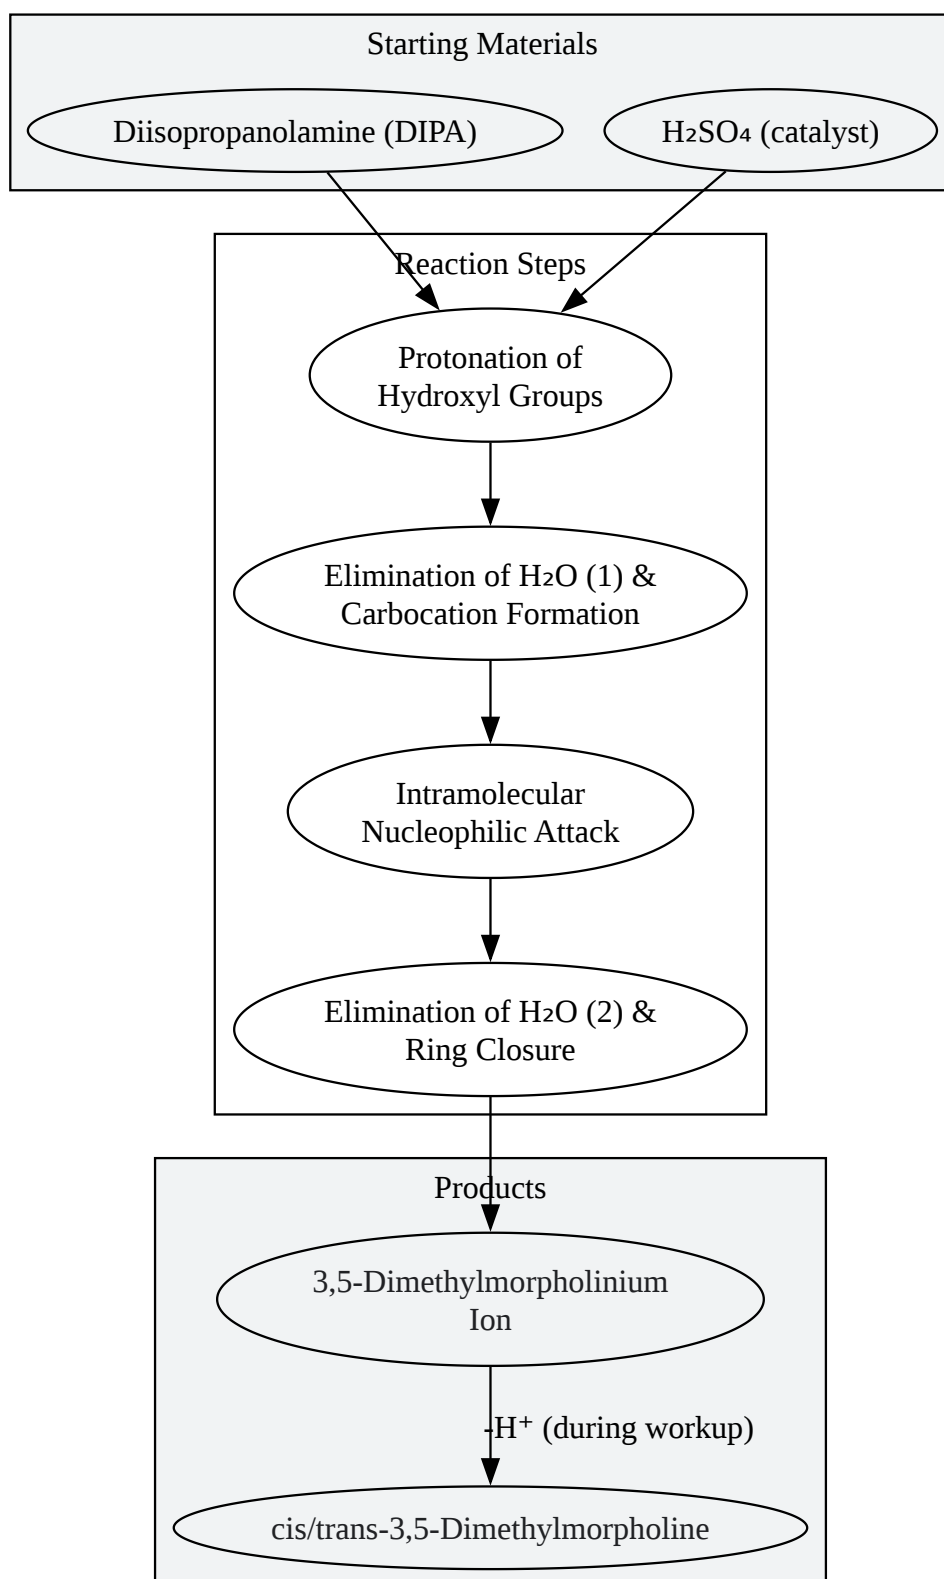 Starting Materials
Diisopropanolamine (DIPA)
H₂SO₄ (catalyst)
Reaction Steps
Protonation of
Hydroxyl Groups
Elimination of H₂O (1) &
Carbocation Formation
Intramolecular
Nucleophilic Attack
Elimination of H₂O (2) &
Ring Closure
Products
3,5-Dimethylmorpholinium
Ion
-H⁺ (during workup)
cis/trans-3,5-Dimethylmorpholine